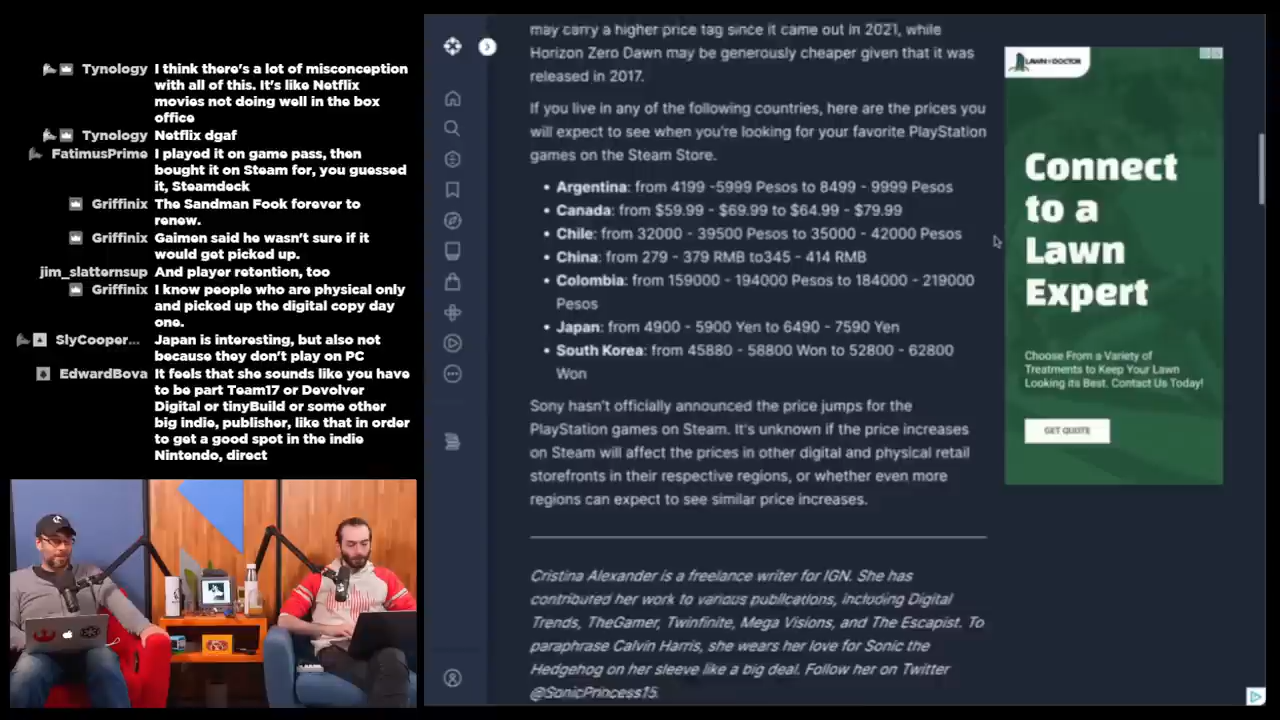 Tynology I think there's a lot of misconception
with all of this. It's like Netflix
movies not doing well in the box
office
Tynology Netflix dgaf
FatimusPrime I played it on game pass, then
bought it on Steam for, you guessed
it, Steamdeck
Griffinix The Sandman Fook forever to
renew.
Griffinix Gaimen said he wasn't sure if it
would get picked up.
jim_slatternsup And player retention, too
Griffinix I know people who are physical only
and picked up the digital copy day
one.
SlyCooper... Japan is interesting, but also not
because they don't play on PC
EdwardBova It feels that she sounds like you have
to be part Team17 or Devolver
Digital or tinyBuild or some other
big indie, publisher, like that in order
to get a good spot in the indie
Nintendo, direct
may carry a higher price tag since it came out in 2021, while
Horizon Zero Dawn may be generously cheaper given that it was
released in 2017.
If you live in any of the following countries, here are the prices you
will expect to see when you're looking for your favorite PlayStation
games on the Steam Store.
• Argentina: from 4199 -5999 Pesos to 8499 - 9999 Pesos
• Canada: from $59.99 - $69.99 to $64.99 - $79.99
• Chile: from 32000 - 39500 Pesos to 35000 - 42000 Pesos
• China: from 279 - 379 RMB to345 - 414 RMB
• Colombia: from 159000 - 194000 Pesos to 184000 - 219000
Pesos
• Japan: from 4900 - 5900 Yen to 6490 - 7590 Yen
• South Korea: from 45880 - 58800 Won to 52800 - 62800
Won
Sony hasn't officially announced the price jumps for the
PlayStation games on Steam. It's unknown if the price increases
on Steam will affect the prices in other digital and physical retail
storefronts in their respective regions, or whether even more
regions can expect to see similar price increases.
Cristina Alexander is a freelance writer for IGN. She has
contributed her work to various publications, including Digital
Trends, TheGamer, Twinfinite, Mega Visions, and The Escapist. To
paraphrase Calvin Harris, she wears her love for Sonic the
Hedgehog on her sleeve like a big deal. Follow her on Twitter
@SonicPrincess15.
LAWN DOCTOR
Connect
to a
Lawn
Expert
Choose From a Variety of
Treatments to Keep Your Lawn
Looking its Best. Contact Us Today!
GET QUOTE